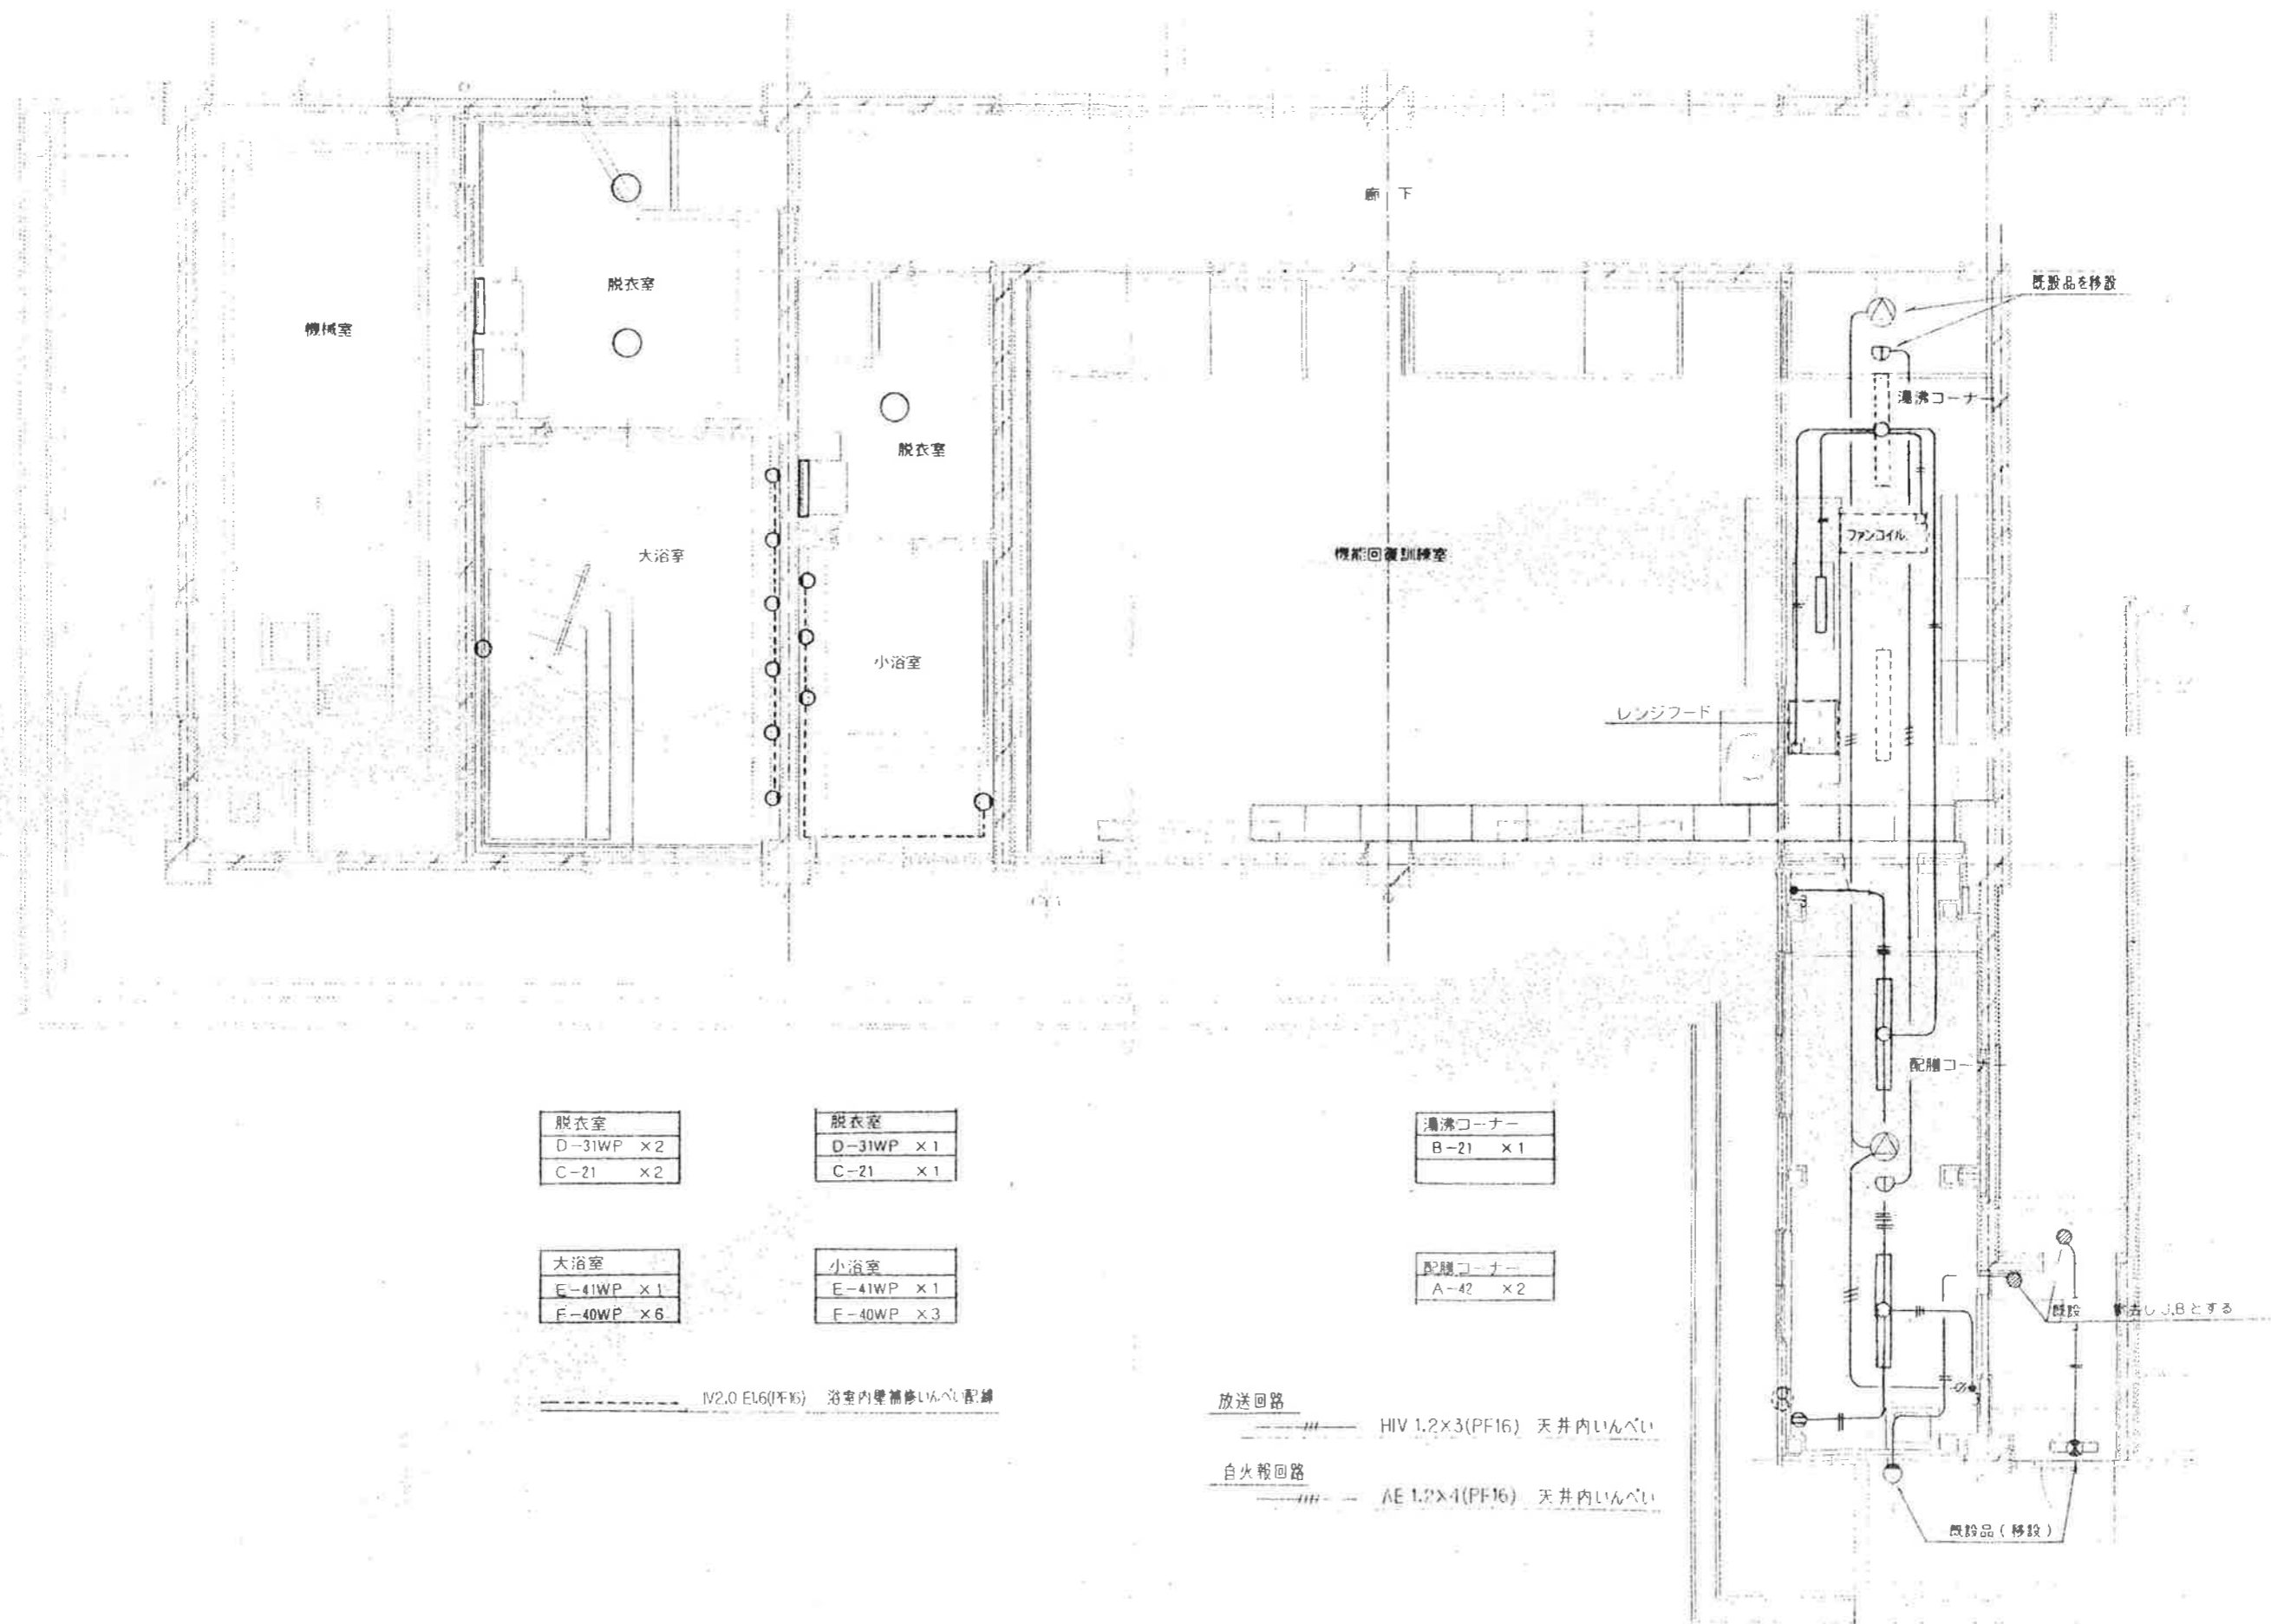 廊下
既設品を移設
脱衣室
機械室
湯沸コーナー
脱衣室
ファンコイル
大浴室
機能回復訓練室
小浴室
レンジフード
配膳コーナー
脱衣室
D-31WP ×2
C-21 ×2
脱衣室
D-31WP ×1
C-21 ×1
湯沸コーナー
B-21 ×1
大浴室
E-41WP ×1
F-40WP ×6
小浴室
E-41WP ×1
F-40WP ×3
配膳コーナー
A-42 ×2
既設 撤去しJ.Bとする
IV2.0 E1.6(PF16) 浴室内壁補修いんぺい配線
放送回路
HIV 1.2×3(PF16) 天井内いんぺい
自火報回路
AE 1.2×4(PF16) 天井内いんぺい
既設品(移設)